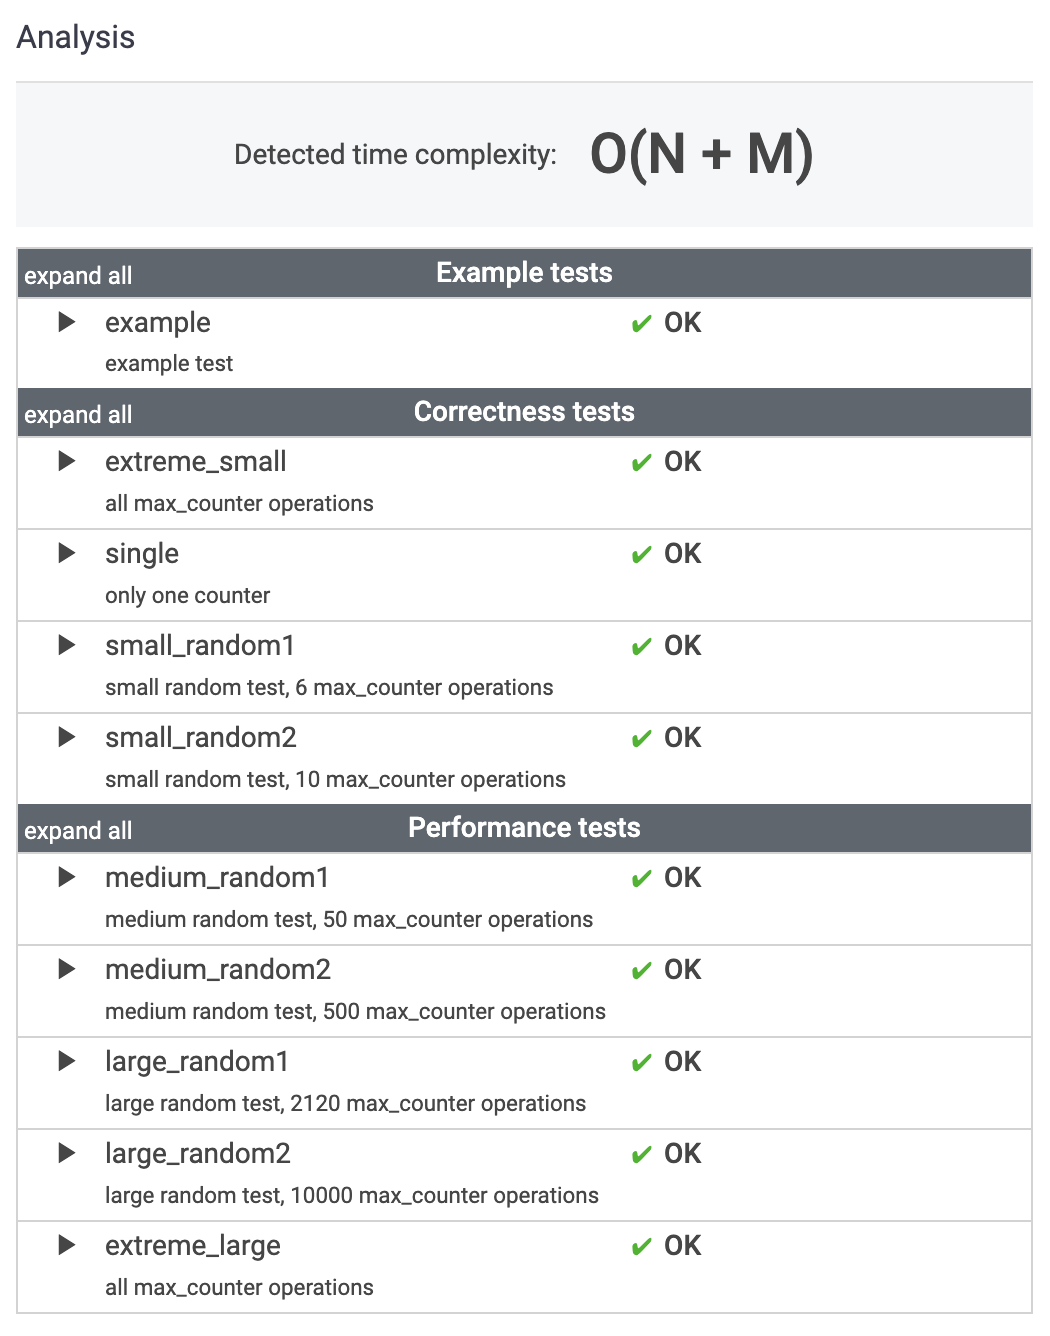 Analysis
Detected time complexity: O(N + M)
expand all Example tests
example ✔ OK
example test
expand all Correctness tests
extreme_small ✔ OK
all max_counter operations
single ✔ OK
only one counter
small_random1 ✔ OK
small random test, 6 max_counter operations
small_random2 ✔ OK
small random test, 10 max_counter operations
expand all Performance tests
medium_random1 ✔ OK
medium random test, 50 max_counter operations
medium_random2 ✔ OK
medium random test, 500 max_counter operations
large_random1 ✔ OK
large random test, 2120 max_counter operations
large_random2 ✔ OK
large random test, 10000 max_counter operations
extreme_large ✔ OK
all max_counter operations